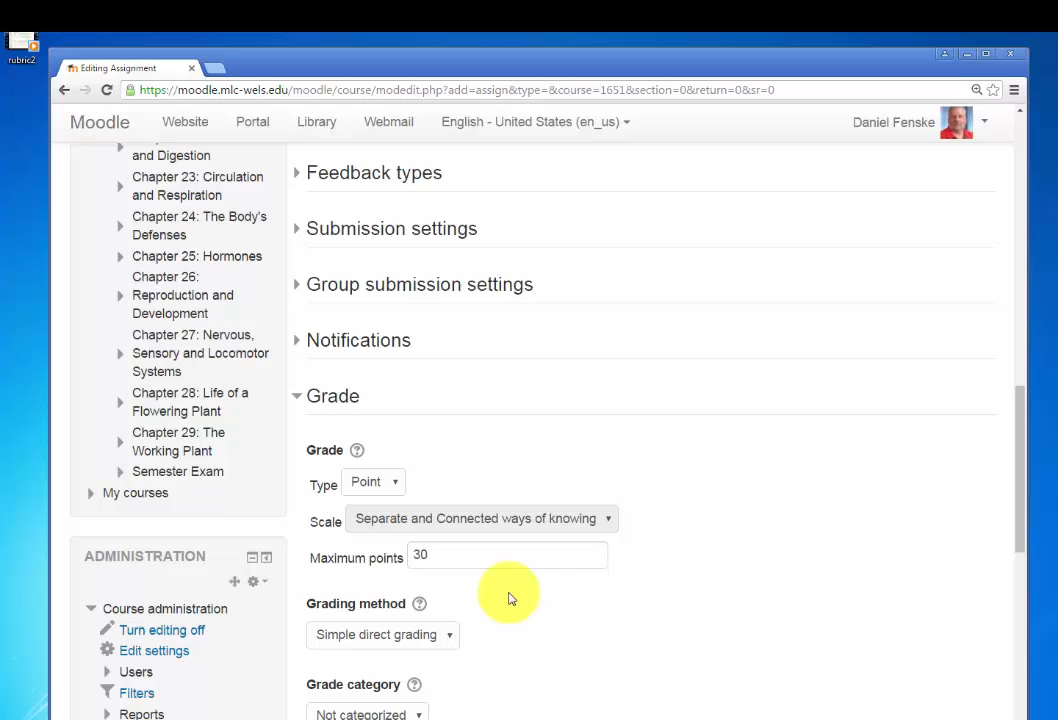 rubric2
Editing Assignment
https://moodle.mlc-wels.edu/moodle/course/modedit.php?add=assign&type=&course=1651&section=0&return=0&sr=0
Moodle Website Portal Library Webmail English - United States (en_us) Daniel Fenske
and Digestion
Chapter 23: Circulation
and Respiration
Chapter 24: The Body's
Defenses
Chapter 25: Hormones
Chapter 26:
Reproduction and
Development
Chapter 27: Nervous,
Sensory and Locomotor
Systems
Chapter 28: Life of a
Flowering Plant
Chapter 29: The
Working Plant
Semester Exam
My courses
ADMINISTRATION
Course administration
Turn editing off
Edit settings
Users
Filters
Reports
Feedback types
Submission settings
Group submission settings
Notifications
Grade
Grade
Type Point
Scale Separate and Connected ways of knowing
Maximum points 30
Grading method
Simple direct grading
Grade category
Not categorized